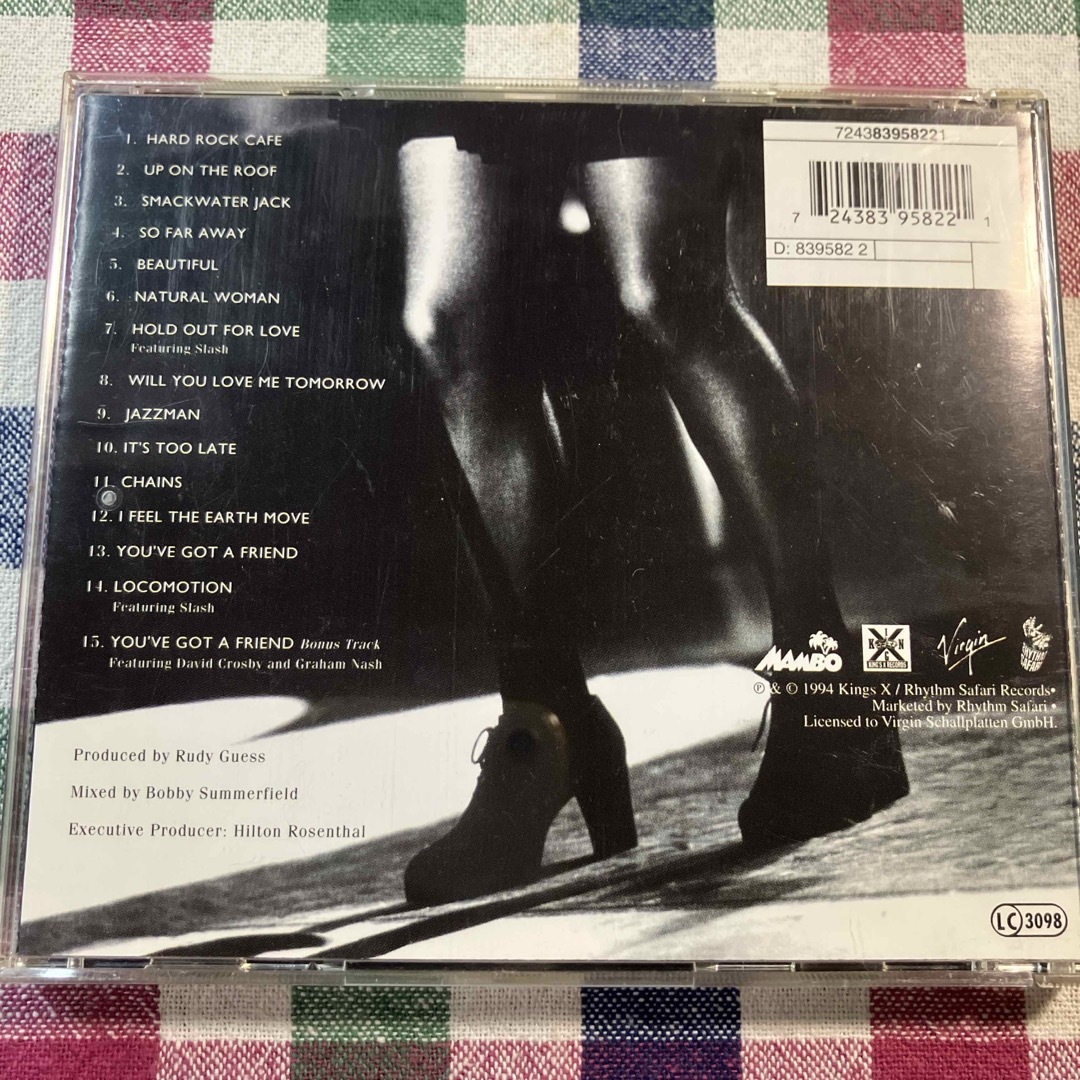 1. HARD ROCK CAFE
2. UP ON THE ROOF
3. SMACKWATER JACK
4. SO FAR AWAY
5. BEAUTIFUL
6. NATURAL WOMAN
7. HOLD OUT FOR LOVE
Featuring Slash
8. WILL YOU LOVE ME TOMORROW
9. JAZZMAN
10. IT'S TOO LATE
11. CHAINS
12. I FEEL THE EARTH MOVE
13. YOU'VE GOT A FRIEND
14. LOCOMOTION
Featuring Slash
15. YOU'VE GOT A FRIEND Bonus Track
Featuring David Crosby and Graham Nash
Produced by Rudy Guess
Mixed by Bobby Summerfield
Executive Producer: Hilton Rosenthal
724383958221
7 24383 95822 1
D: 839582 2
MAMBO
KING'S X RECORDS
Virgin
RHYTHM SAFARI
℗ & © 1994 Kings X / Rhythm Safari Records•
Marketed by Rhythm Safari •
Licensed to Virgin Schallplatten GmbH.
LC 3098